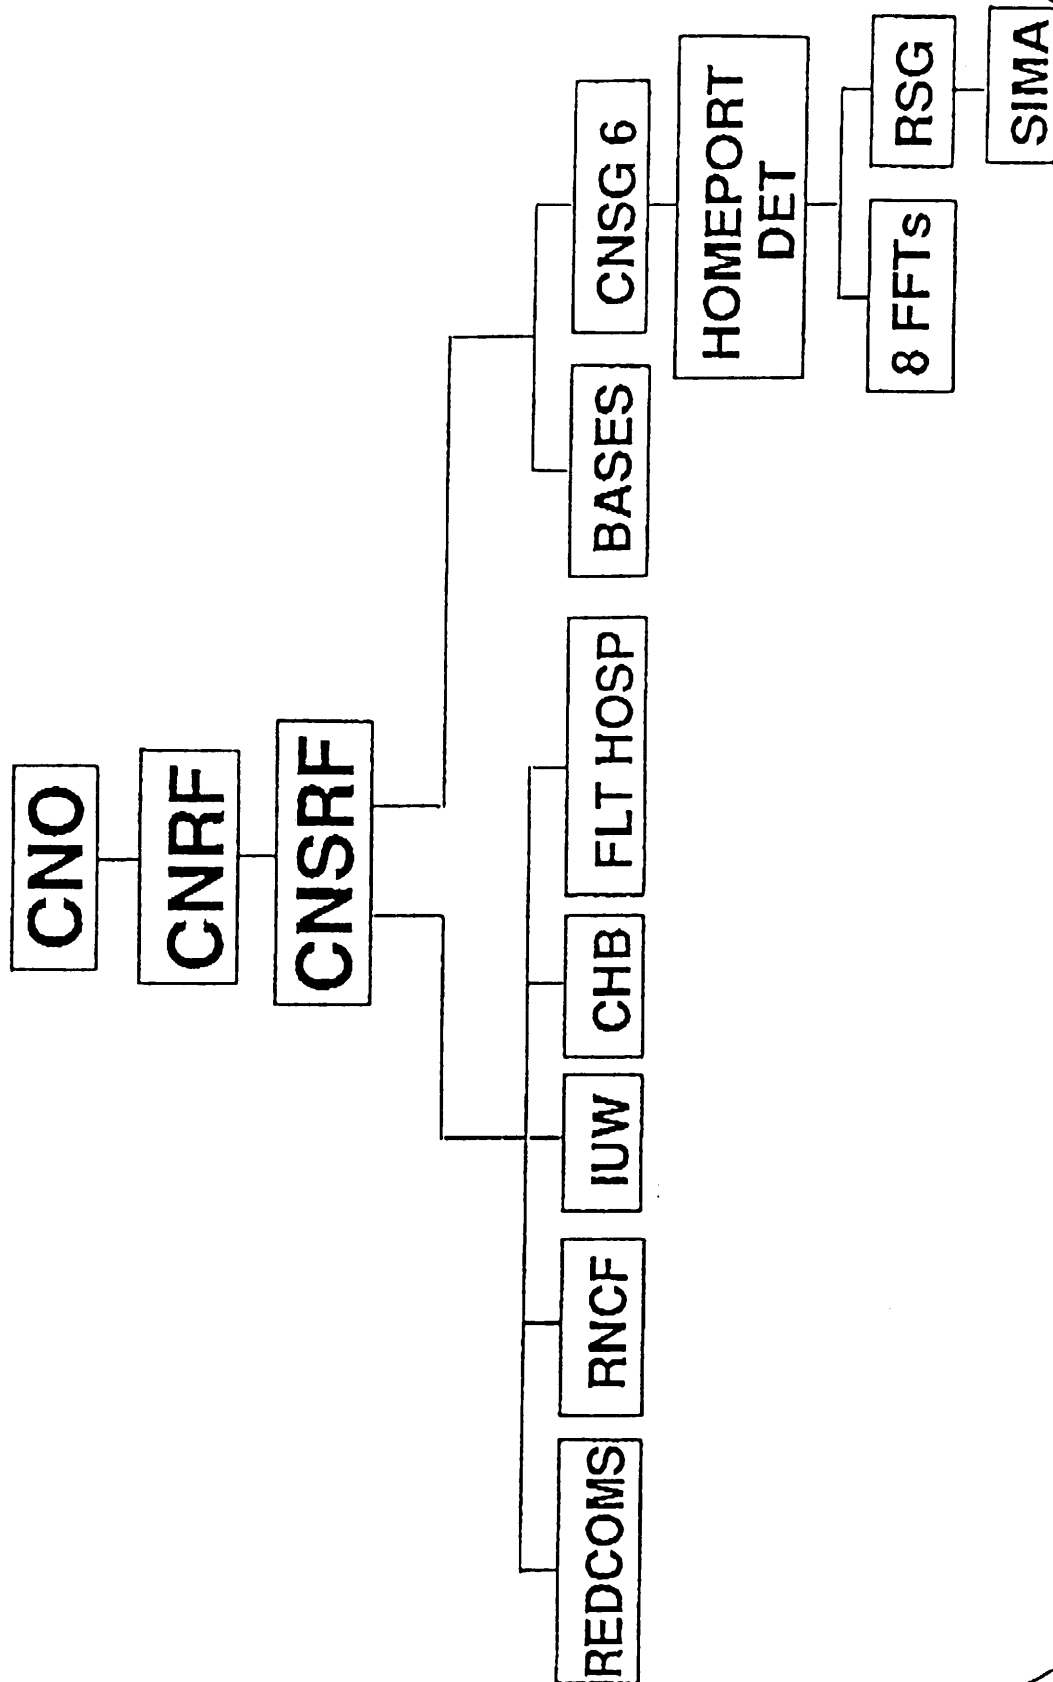 CNO
CNRF
CNSRF
REDCOMS
RNCF
IUW
CHB
FLT HOSP
BASES
CNSG 6
HOMEPORT
DET
8 FFTs
RSG
SIMA